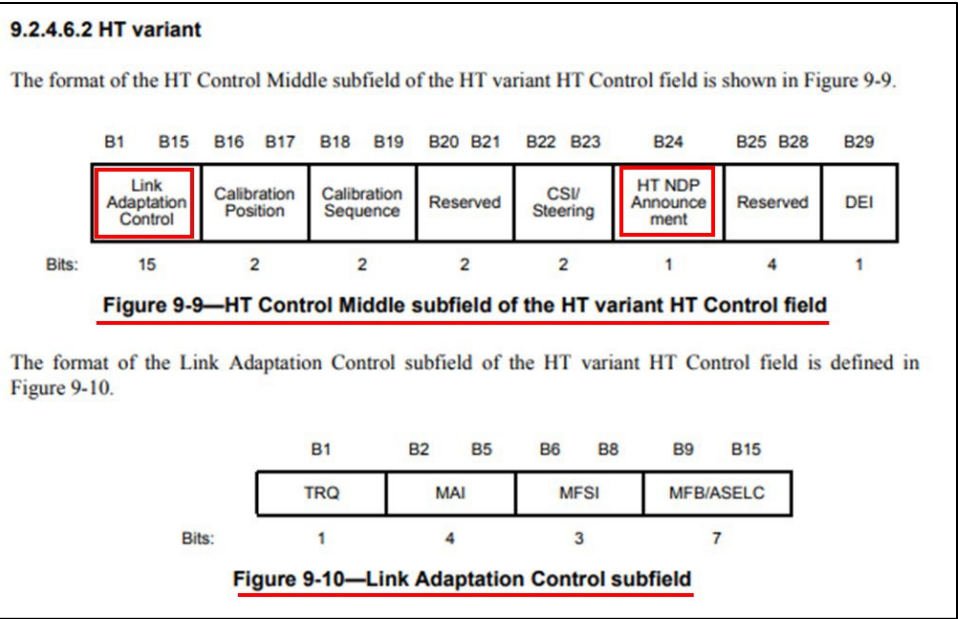 9.2.4.6.2 HT variant
The format of the HT Control Middle subfield of the HT variant HT Control field is shown in Figure 9-9.
B1 B15 B16 B17 B18 B19 B20 B21 B22 B23 B24 B25 B28 B29
Link
Adaptation
Control
Calibration
Position
Calibration
Sequence
Reserved
CSI/
Steering
HT NDP
Announce
ment
Reserved
DEI
Bits: 15 2 2 2 2 1 4 1
Figure 9-9—HT Control Middle subfield of the HT variant HT Control field
The format of the Link Adaptation Control subfield of the HT variant HT Control field is defined in
Figure 9-10.
B1 B2 B5 B6 B8 B9 B15
TRQ MAI MFSI MFB/ASELC
Bits: 1 4 3 7
Figure 9-10—Link Adaptation Control subfield